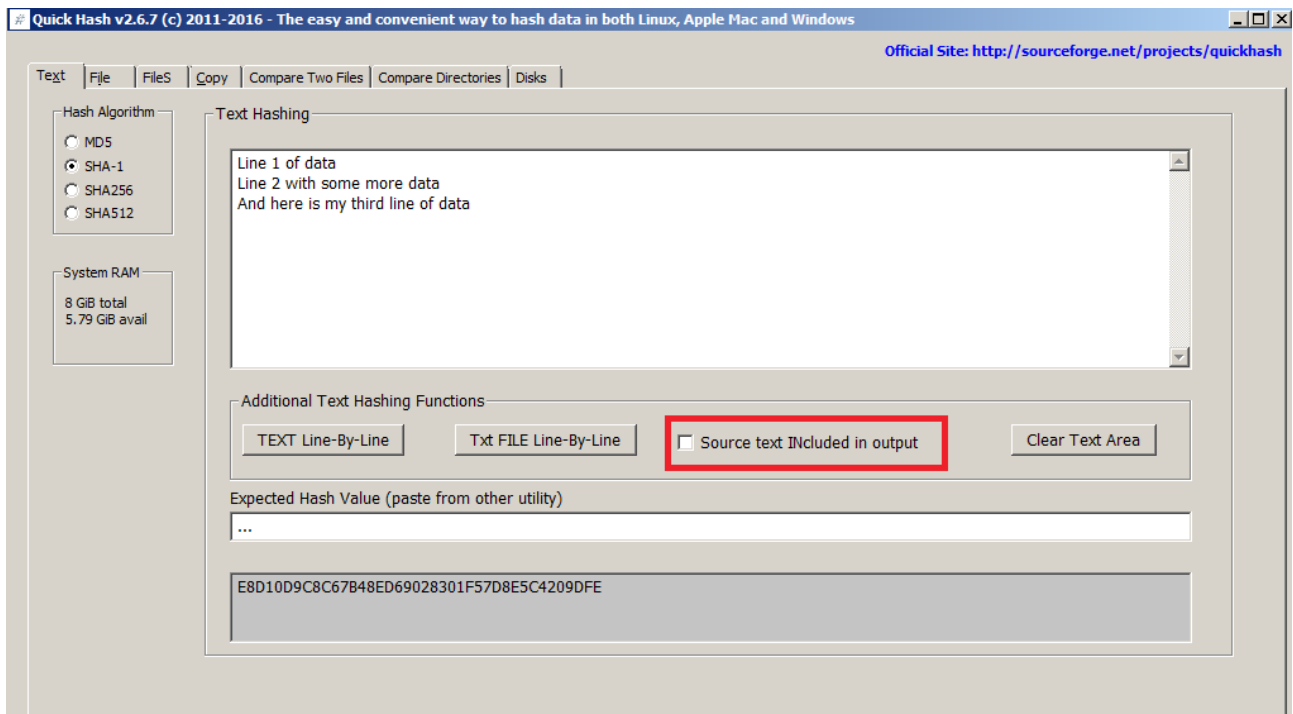 # Quick Hash v2.6.7 (c) 2011-2016 - The easy and convenient way to hash data in both Linux, Apple Mac and Windows
Official Site: http://sourceforge.net/projects/quickhash
Text File FileS Copy Compare Two Files Compare Directories Disks
Hash Algorithm
MD5
SHA-1
SHA256
SHA512
System RAM
8 GiB total
5.79 GiB avail
Text Hashing
Line 1 of data
Line 2 with some more data
And here is my third line of data
Additional Text Hashing Functions
TEXT Line-By-Line Txt FILE Line-By-Line Source text INcluded in output Clear Text Area
Expected Hash Value (paste from other utility)
...
E8D10D9C8C67B48ED69028301F57D8E5C4209DFE